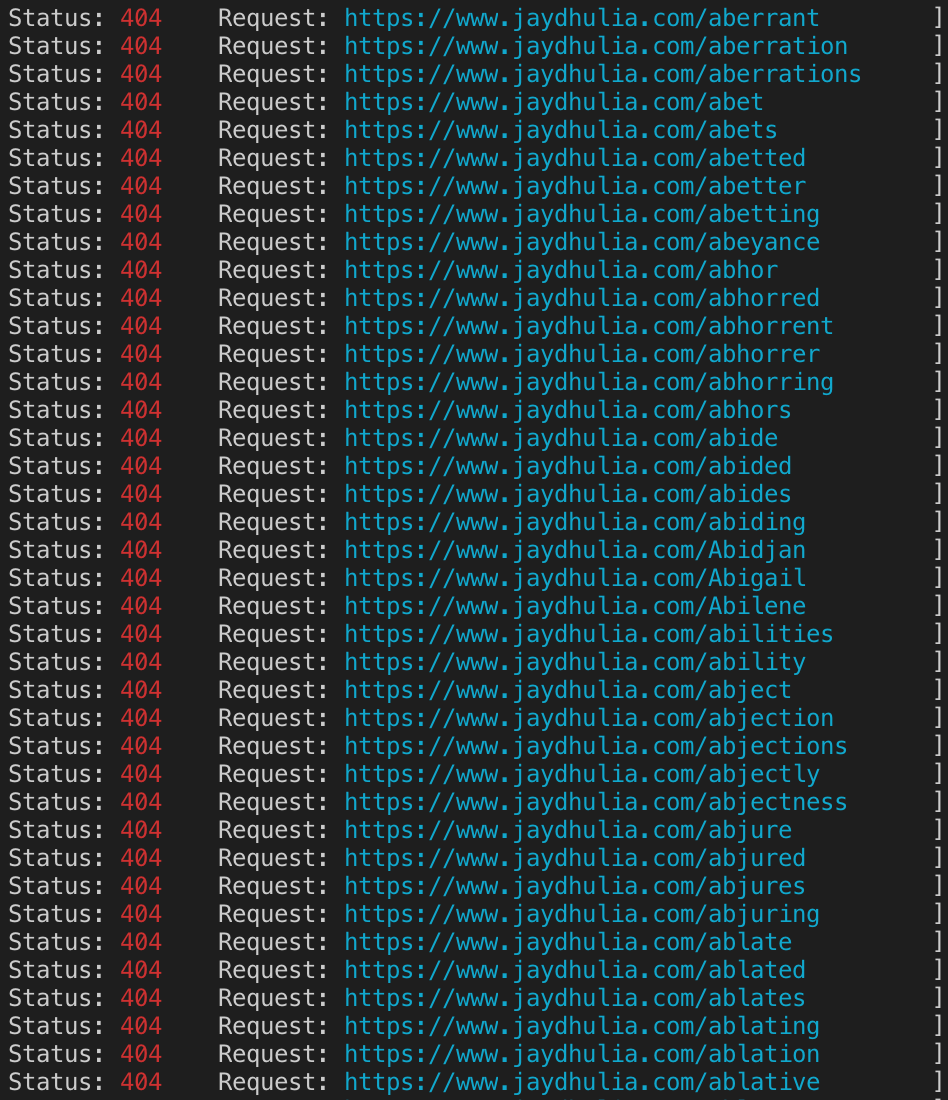 Status: 404    Request: https://www.jaydhulia.com/aberrant ]
Status: 404    Request: https://www.jaydhulia.com/aberration ]
Status: 404    Request: https://www.jaydhulia.com/aberrations ]
Status: 404    Request: https://www.jaydhulia.com/abet ]
Status: 404    Request: https://www.jaydhulia.com/abets ]
Status: 404    Request: https://www.jaydhulia.com/abetted ]
Status: 404    Request: https://www.jaydhulia.com/abetter ]
Status: 404    Request: https://www.jaydhulia.com/abetting ]
Status: 404    Request: https://www.jaydhulia.com/abeyance ]
Status: 404    Request: https://www.jaydhulia.com/abhor ]
Status: 404    Request: https://www.jaydhulia.com/abhorred ]
Status: 404    Request: https://www.jaydhulia.com/abhorrent ]
Status: 404    Request: https://www.jaydhulia.com/abhorrer ]
Status: 404    Request: https://www.jaydhulia.com/abhorring ]
Status: 404    Request: https://www.jaydhulia.com/abhors ]
Status: 404    Request: https://www.jaydhulia.com/abide ]
Status: 404    Request: https://www.jaydhulia.com/abided ]
Status: 404    Request: https://www.jaydhulia.com/abides ]
Status: 404    Request: https://www.jaydhulia.com/abiding ]
Status: 404    Request: https://www.jaydhulia.com/Abidjan ]
Status: 404    Request: https://www.jaydhulia.com/Abigail ]
Status: 404    Request: https://www.jaydhulia.com/Abilene ]
Status: 404    Request: https://www.jaydhulia.com/abilities ]
Status: 404    Request: https://www.jaydhulia.com/ability ]
Status: 404    Request: https://www.jaydhulia.com/abject ]
Status: 404    Request: https://www.jaydhulia.com/abjection ]
Status: 404    Request: https://www.jaydhulia.com/abjections ]
Status: 404    Request: https://www.jaydhulia.com/abjectly ]
Status: 404    Request: https://www.jaydhulia.com/abjectness ]
Status: 404    Request: https://www.jaydhulia.com/abjure ]
Status: 404    Request: https://www.jaydhulia.com/abjured ]
Status: 404    Request: https://www.jaydhulia.com/abjures ]
Status: 404    Request: https://www.jaydhulia.com/abjuring ]
Status: 404    Request: https://www.jaydhulia.com/ablate ]
Status: 404    Request: https://www.jaydhulia.com/ablated ]
Status: 404    Request: https://www.jaydhulia.com/ablates ]
Status: 404    Request: https://www.jaydhulia.com/ablating ]
Status: 404    Request: https://www.jaydhulia.com/ablation ]
Status: 404    Request: https://www.jaydhulia.com/ablative ]